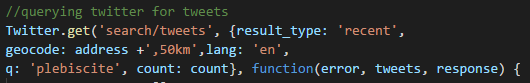 //querying twitter for tweets
Twitter.get('search/tweets', {result_type: 'recent',
geocode: address +',50km',lang: 'en',
q: 'plebiscite', count: count}, function(error, tweets, response) {